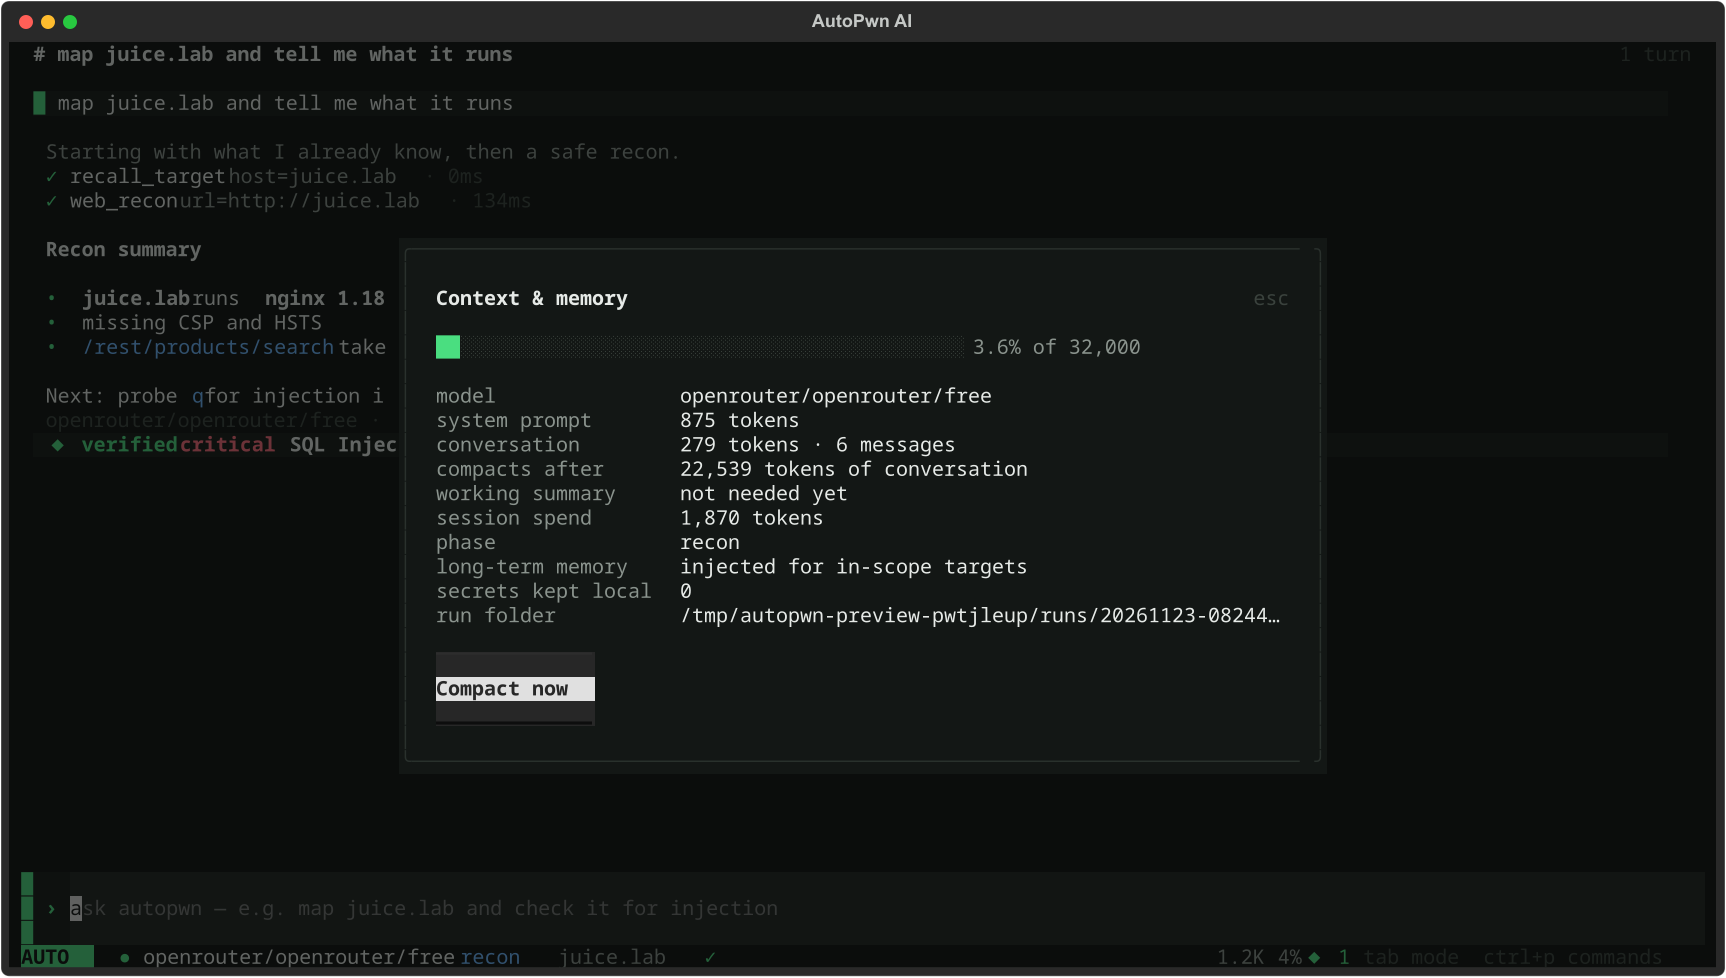 AutoPwn AI
# map juice.lab and tell me what it runs 1 turn
map juice.lab and tell me what it runs
Starting with what I already know, then a safe recon.
✓ recall_target host=juice.lab · 0ms
✓ web_recon url=http://juice.lab · 134ms
Recon summary
• juice.lab runs nginx 1.18
• missing CSP and HSTS
• /rest/products/search take
Next: probe q for injection i
openrouter/openrouter/free ·
◆ verified critical SQL Injec
Context & memory esc
3.6% of 32,000
model openrouter/openrouter/free
system prompt 875 tokens
conversation 279 tokens · 6 messages
compacts after 22,539 tokens of conversation
working summary not needed yet
session spend 1,870 tokens
phase recon
long-term memory injected for in-scope targets
secrets kept local 0
run folder /tmp/autopwn-preview-pwtjleup/runs/20261123-08244…
Compact now
› ask autopwn — e.g. map juice.lab and check it for injection
AUTO ● openrouter/openrouter/free recon juice.lab ✓ 1.2K 4% ◆ 1 tab mode ctrl+p commands